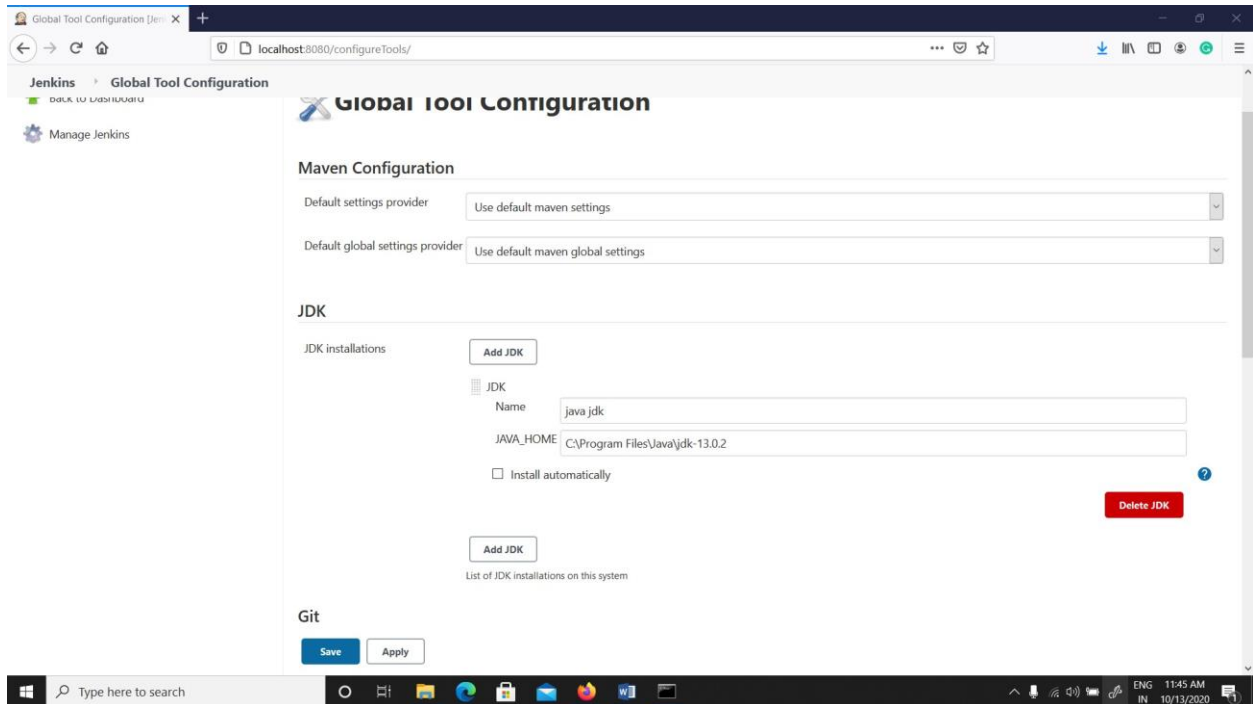 Global Tool Configuration [Jen
localhost:8080/configureTools/
Jenkins Global Tool Configuration
Back to Dashboard
Manage Jenkins
Global Tool Configuration
Maven Configuration
Default settings provider
Use default maven settings
Default global settings provider
Use default maven global settings
JDK
JDK installations
Add JDK
JDK
Name
java jdk
JAVA_HOME
C:\Program Files\Java\jdk-13.0.2
Install automatically
Delete JDK
Add JDK
List of JDK installations on this system
Git
Save
Apply
Type here to search
ENG
IN
11:45 AM
10/13/2020